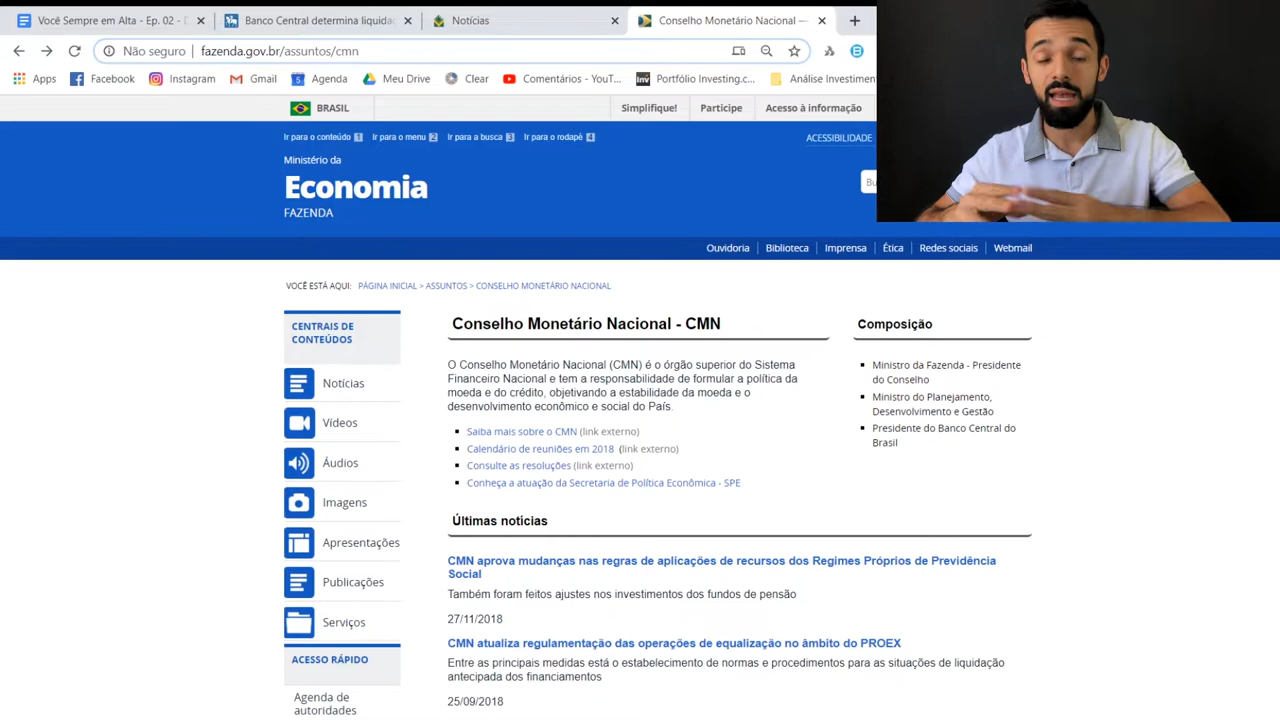 Você Sempre em Alta - Ep. 02 - D
Banco Central determina liquida
Notícias
Conselho Monetário Nacional —
Não seguro
fazenda.gov.br/assuntos/cmn
Apps
Facebook
Instagram
Gmail
Agenda
Meu Drive
Clear
Comentários - YouT...
Portfólio Investing.c...
Análise Investimen
BRASIL
Simplifique!
Participe
Acesso à informação
Ir para o conteúdo 1
Ir para o menu 2
Ir para a busca 3
Ir para o rodapé 4
ACESSIBILIDADE
Ministério da
Economia
FAZENDA
Bu
Ouvidoria
Biblioteca
Imprensa
Ética
Redes sociais
Webmail
VOCÊ ESTÁ AQUI: PÁGINA INICIAL > ASSUNTOS > CONSELHO MONETÁRIO NACIONAL
CENTRAIS DE
CONTEÚDOS
Notícias
Vídeos
Áudios
Imagens
Apresentações
Publicações
Serviços
ACESSO RÁPIDO
Agenda de
autoridades
Conselho Monetário Nacional - CMN
O Conselho Monetário Nacional (CMN) é o órgão superior do Sistema
Financeiro Nacional e tem a responsabilidade de formular a política da
moeda e do crédito, objetivando a estabilidade da moeda e o
desenvolvimento econômico e social do País.
Saiba mais sobre o CMN (link externo)
Calendário de reuniões em 2018 (link externo)
Consulte as resoluções (link externo)
Conheça a atuação da Secretaria de Política Econômica - SPE
Composição
Ministro da Fazenda - Presidente
do Conselho
Ministro do Planejamento,
Desenvolvimento e Gestão
Presidente do Banco Central do
Brasil
Últimas noticias
CMN aprova mudanças nas regras de aplicações de recursos dos Regimes Próprios de Previdência
Social
Também foram feitos ajustes nos investimentos dos fundos de pensão
27/11/2018
CMN atualiza regulamentação das operações de equalização no âmbito do PROEX
Entre as principais medidas está o estabelecimento de normas e procedimentos para as situações de liquidação
antecipada dos financiamentos
25/09/2018